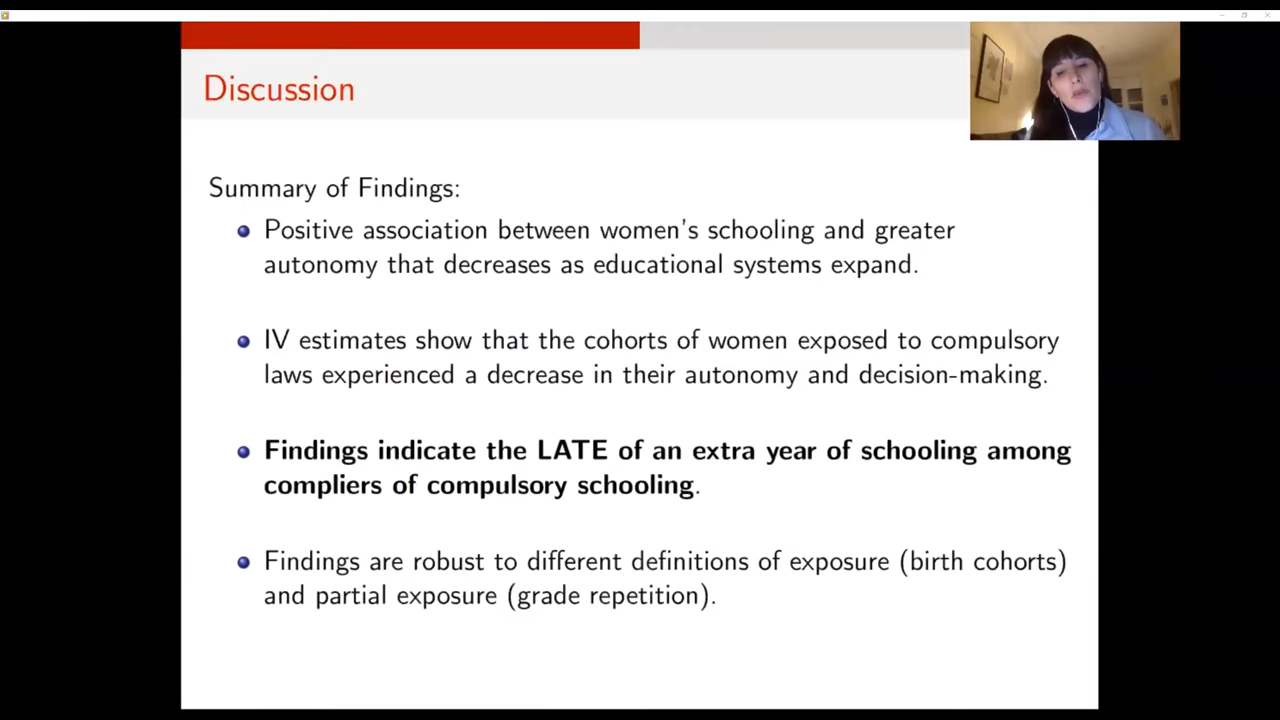 Discussion
Summary of Findings:
Positive association between women's schooling and greater
autonomy that decreases as educational systems expand.
IV estimates show that the cohorts of women exposed to compulsory
laws experienced a decrease in their autonomy and decision-making.
Findings indicate the LATE of an extra year of schooling among
compliers of compulsory schooling.
Findings are robust to different definitions of exposure (birth cohorts)
and partial exposure (grade repetition).